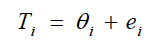 Tᵢ = θᵢ + eᵢ